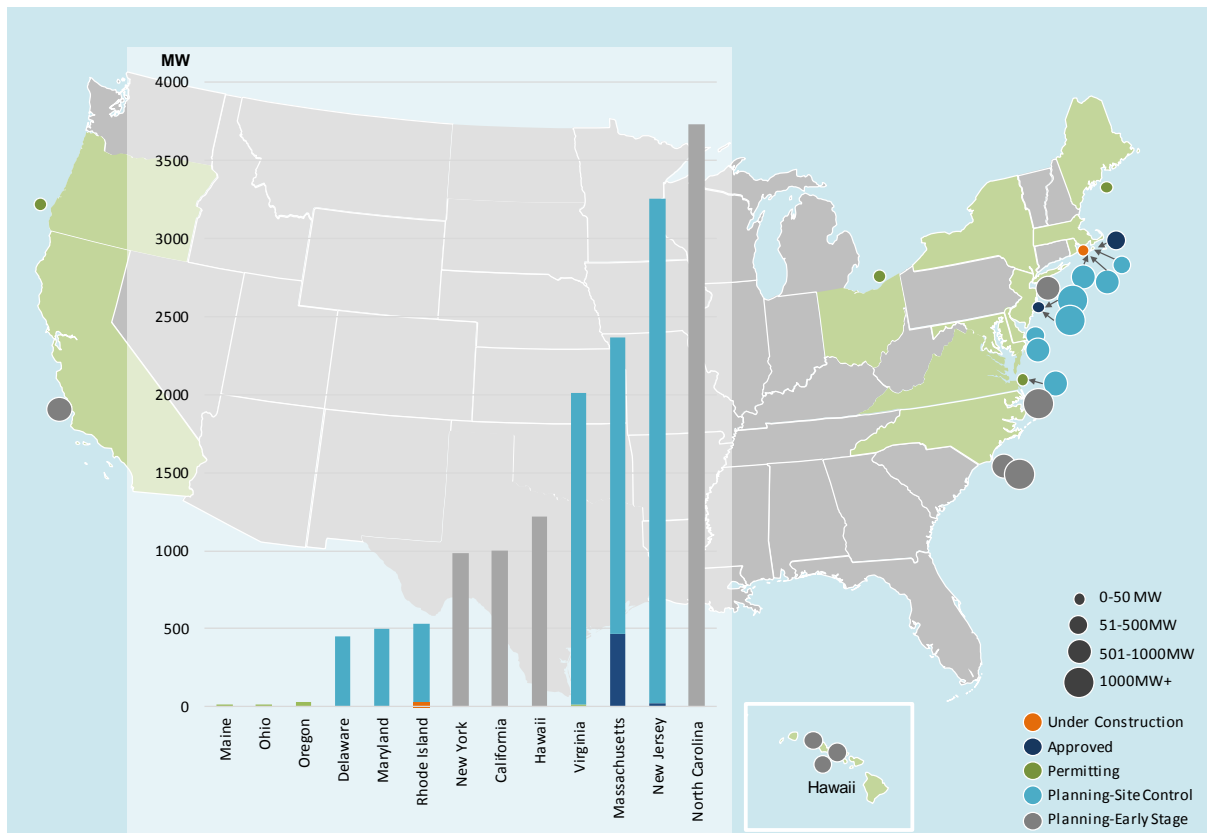 MW
4000
3500
3000
2500
2000
1500
1000
500
0
Maine
Ohio
Oregon
Delaware
Maryland
Rhode Island
New York
California
Hawaii
Virginia
Massachusetts
New Jersey
North Carolina
Hawaii
0-50 MW
51-500MW
501-1000MW
1000MW+
Under Construction
Approved
Permitting
Planning-Site Control
Planning-Early Stage